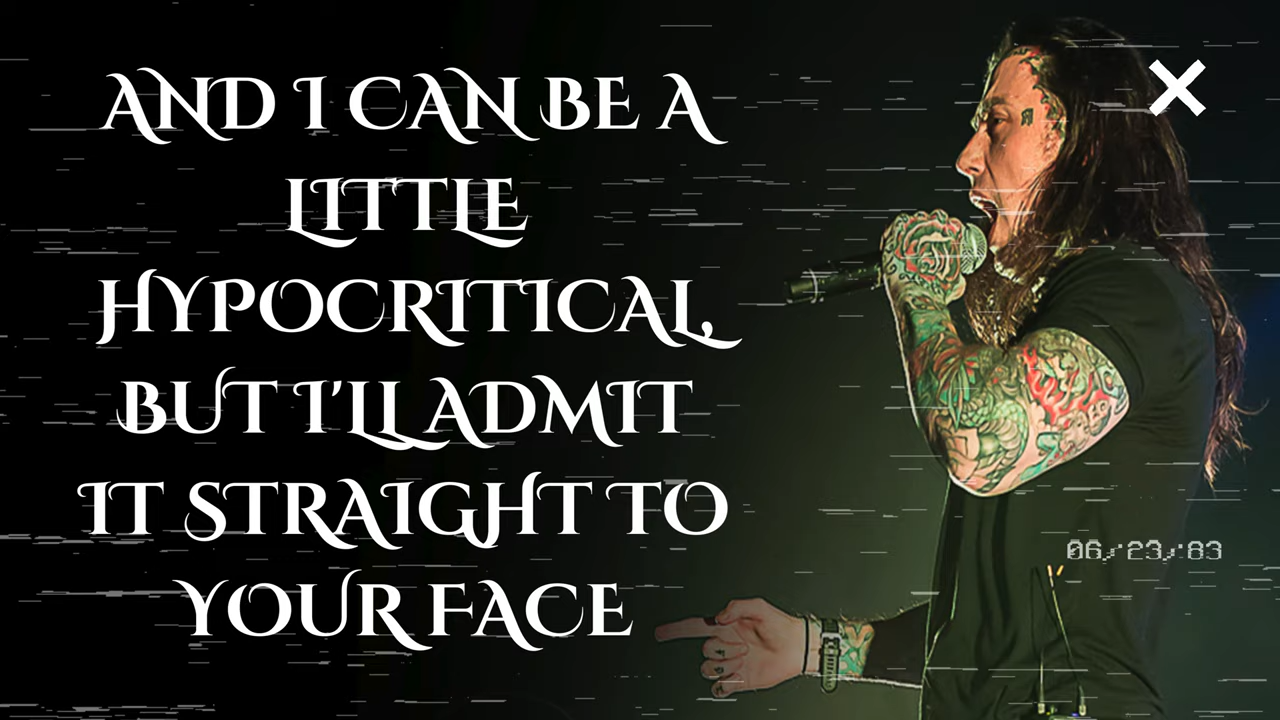 AND I CAN BE A
LITTLE
HYPOCRITICAL,
BUT I'LL ADMIT
IT STRAIGHT TO
YOUR FACE
06/23/83